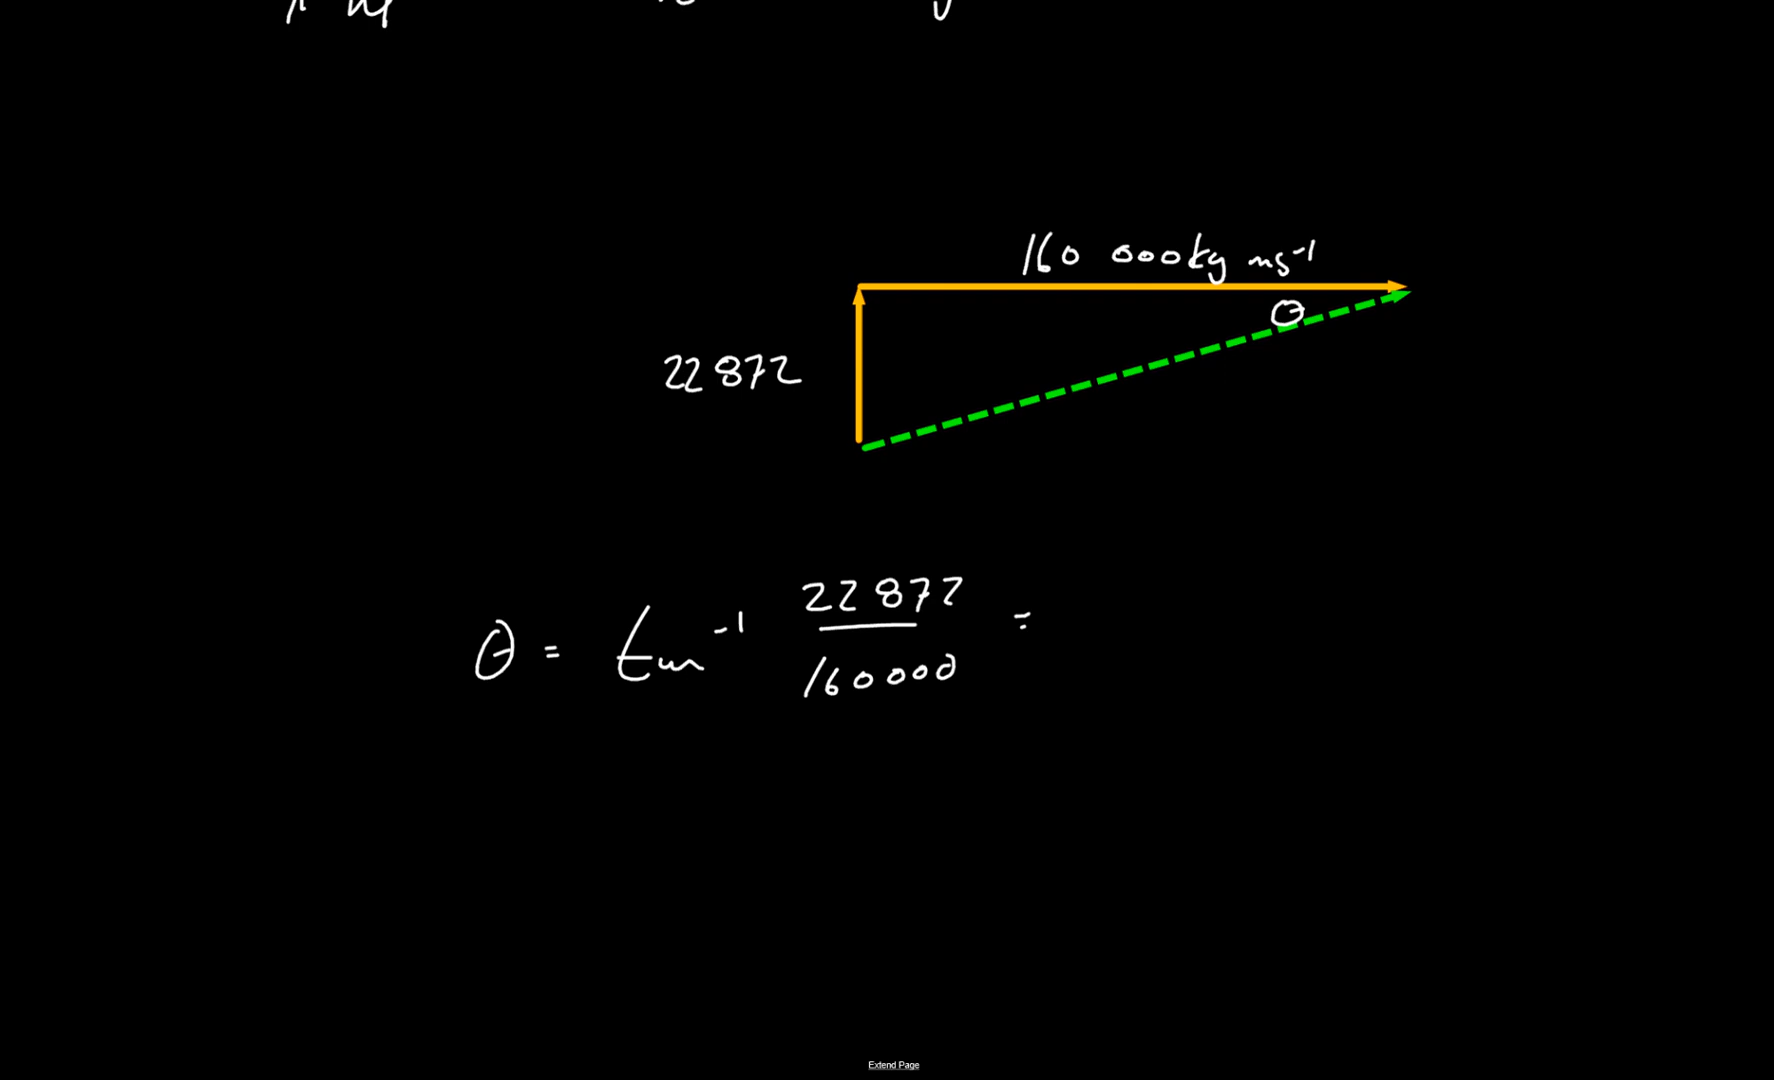 160 000kg ms⁻¹
θ
22872
θ = tan⁻¹ 22872 =
160000
Extend Page